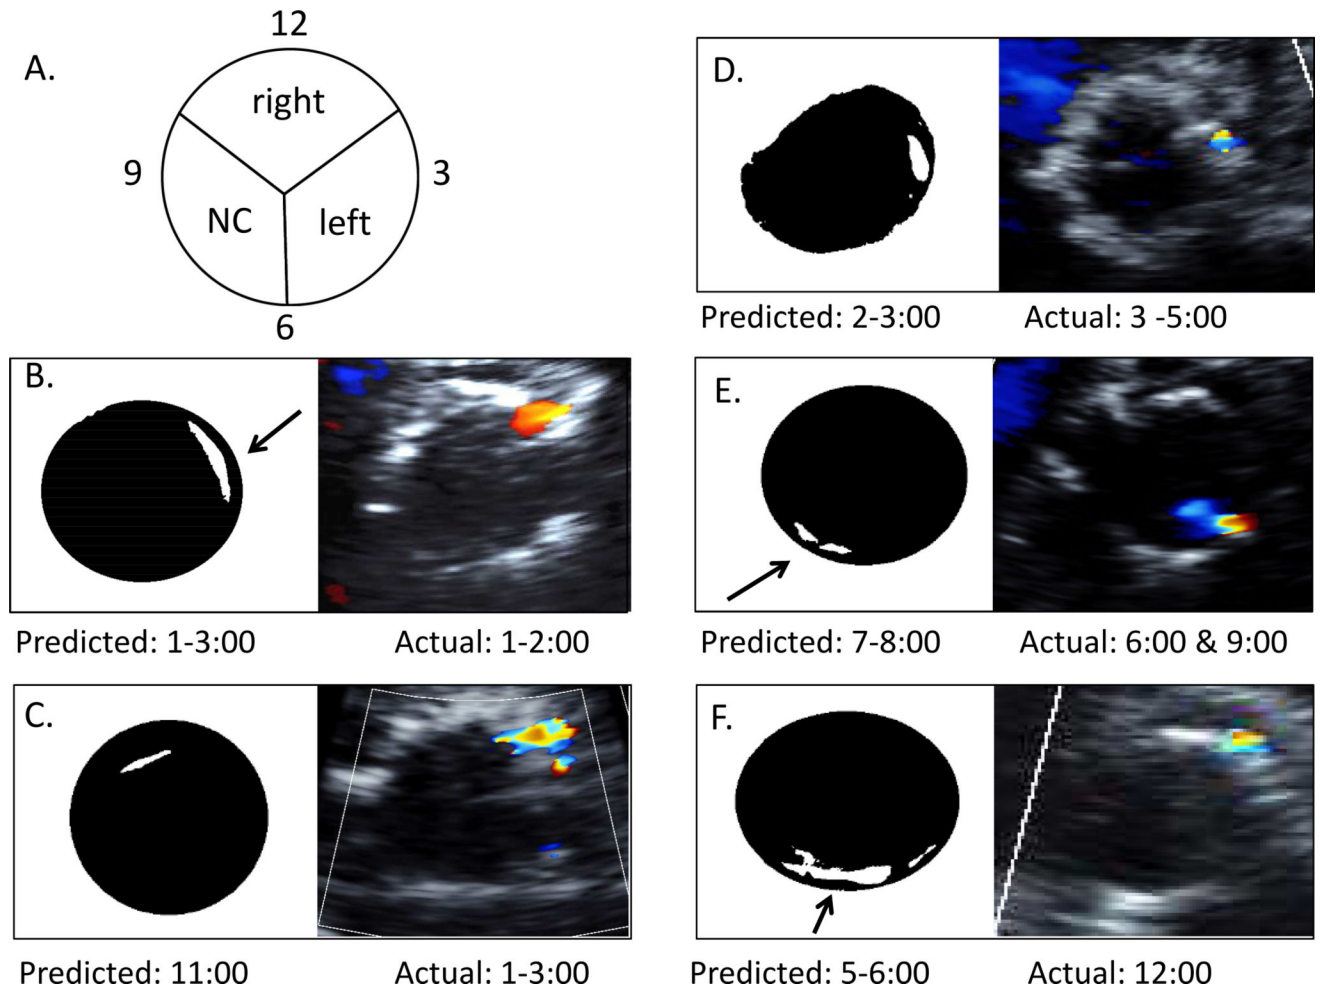 A.
12
right
9
3
NC
left
6
B.
Predicted: 1-3:00
Actual: 1-2:00
C.
Predicted: 11:00
Actual: 1-3:00
D.
Predicted: 2-3:00
Actual: 3 -5:00
E.
Predicted: 7-8:00
Actual: 6:00 & 9:00
F.
Predicted: 5-6:00
Actual: 12:00